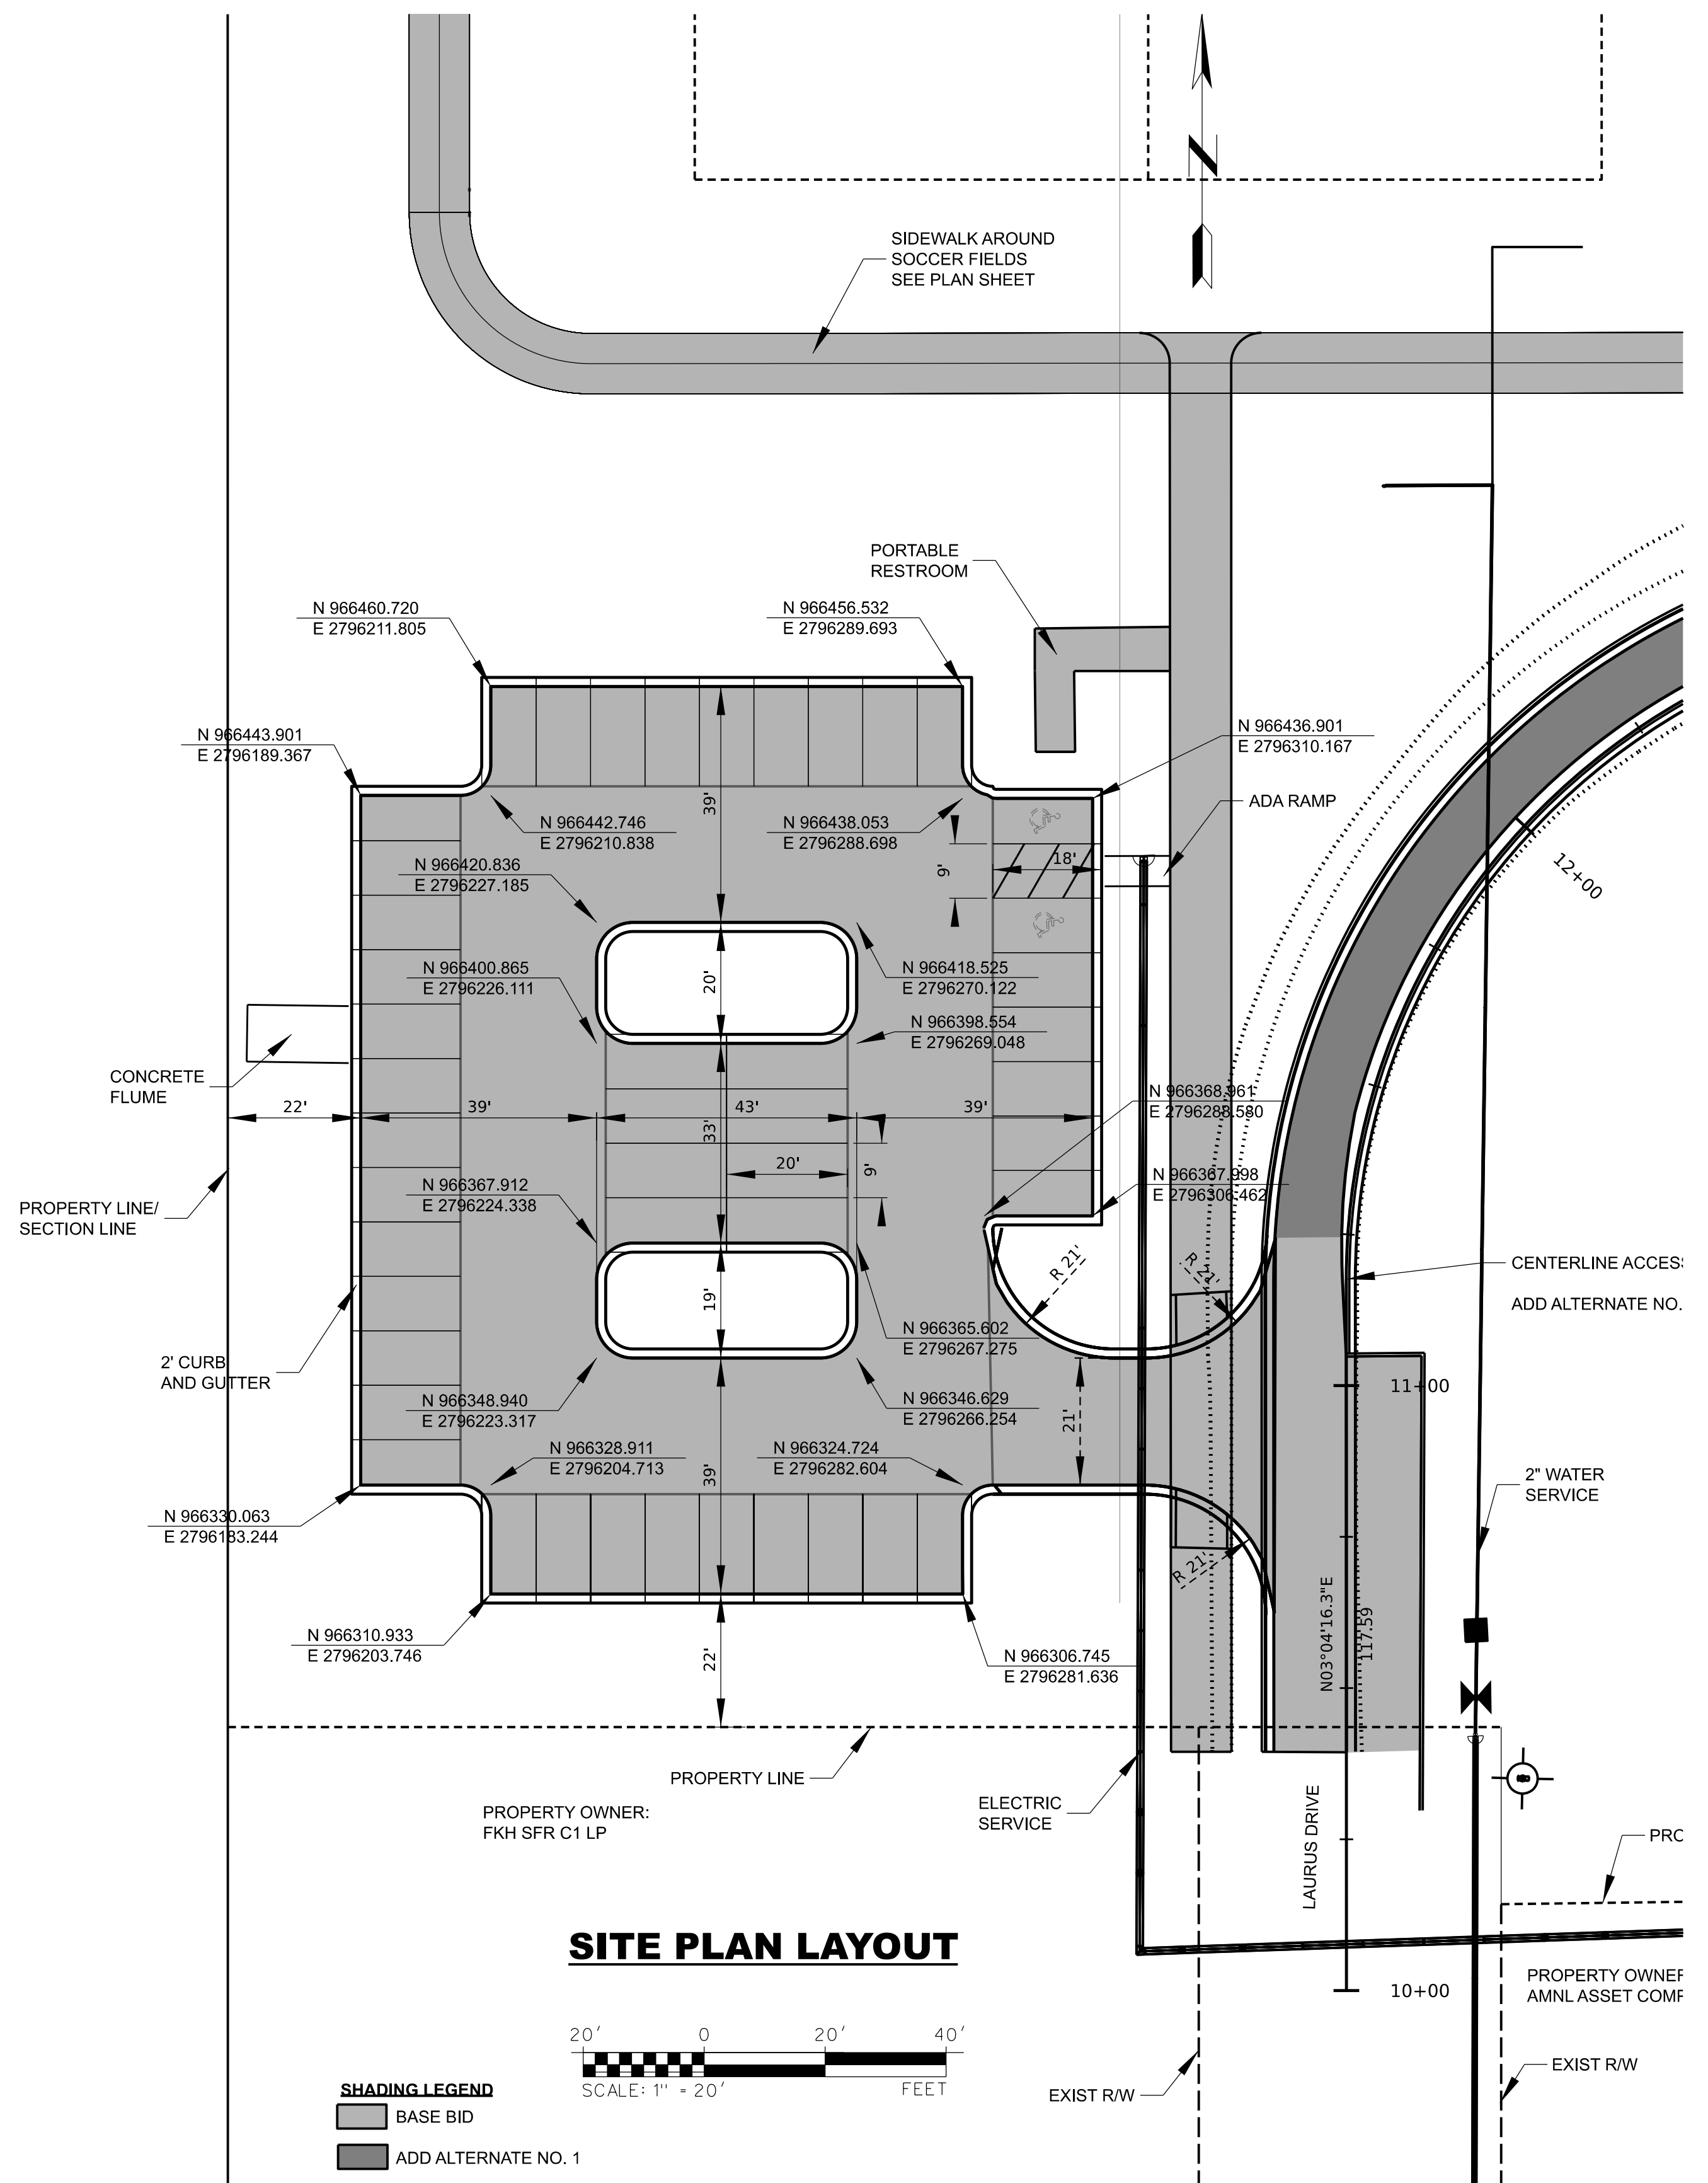 N
SIDEWALK AROUND
SOCCER FIELDS
SEE PLAN SHEET
PORTABLE
RESTROOM
N 966460.720
E 2796211.805
N 966456.532
E 2796289.693
N 966443.901
E 2796189.367
N 966436.901
E 2796310.167
ADA RAMP
39'
N 966442.746
E 2796210.838
N 966438.053
E 2796288.698
9'
18'
N 966420.836
E 2796227.185
12+00
20'
N 966400.865
E 2796226.111
N 966418.525
E 2796270.122
N 966398.554
E 2796269.048
CONCRETE
FLUME
22'
39'
43'
39'
33'
N 966368.961
E 2796288.580
20'
9'
N 966367.912
E 2796224.338
N 966367.998
E 2796306.462
PROPERTY LINE/
SECTION LINE
R 21'
R 21'
CENTERLINE ACCES
ADD ALTERNATE NO.
19'
N 966365.602
E 2796267.275
2' CURB
AND GUTTER
N 966348.940
E 2796223.317
N 966346.629
E 2796266.254
21'
11+00
N 966328.911
E 2796204.713
N 966324.724
E 2796282.604
39'
2" WATER
SERVICE
N 966330.063
E 2796183.244
R 21'
N03°04'16.3"E
117.59
N 966310.933
E 2796203.746
22'
N 966306.745
E 2796281.636
PROPERTY LINE
PROPERTY OWNER:
FKH SFR C1 LP
ELECTRIC
SERVICE
LAURUS DRIVE
PRO
SITE PLAN LAYOUT
10+00
PROPERTY OWNER
AMNL ASSET COMP
20' 0 20' 40'
SCALE: 1" = 20' FEET
EXIST R/W
EXIST R/W
SHADING LEGEND
BASE BID
ADD ALTERNATE NO. 1